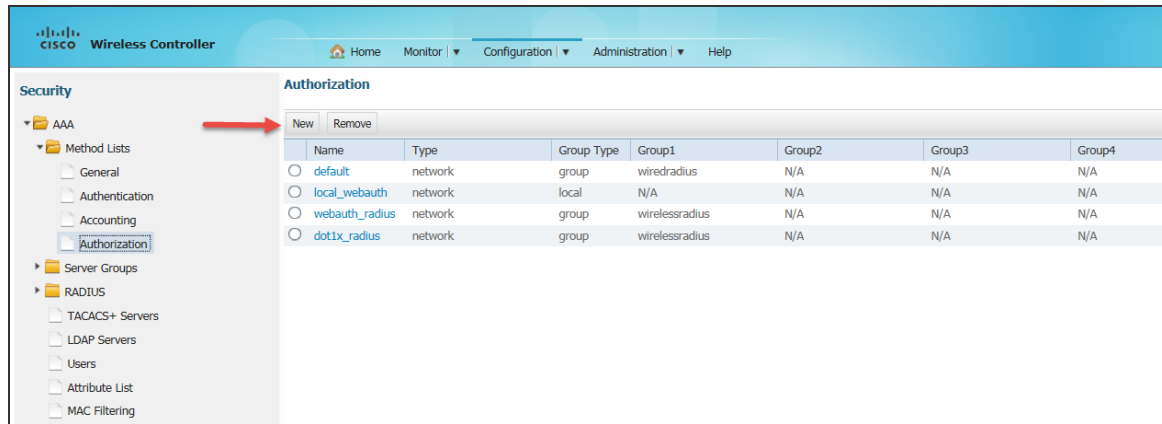 CISCO Wireless Controller
Home Monitor Configuration Administration Help
Security
AAA
Method Lists
General
Authentication
Accounting
Authorization
Server Groups
RADIUS
TACACS+ Servers
LDAP Servers
Users
Attribute List
MAC Filtering
Authorization
New Remove
Name Type Group Type Group1 Group2 Group3 Group4
default network group wiredradius N/A N/A N/A
local_webauth network local N/A N/A N/A N/A
webauth_radius network group wirelessradius N/A N/A N/A
dot1x_radius network group wirelessradius N/A N/A N/A